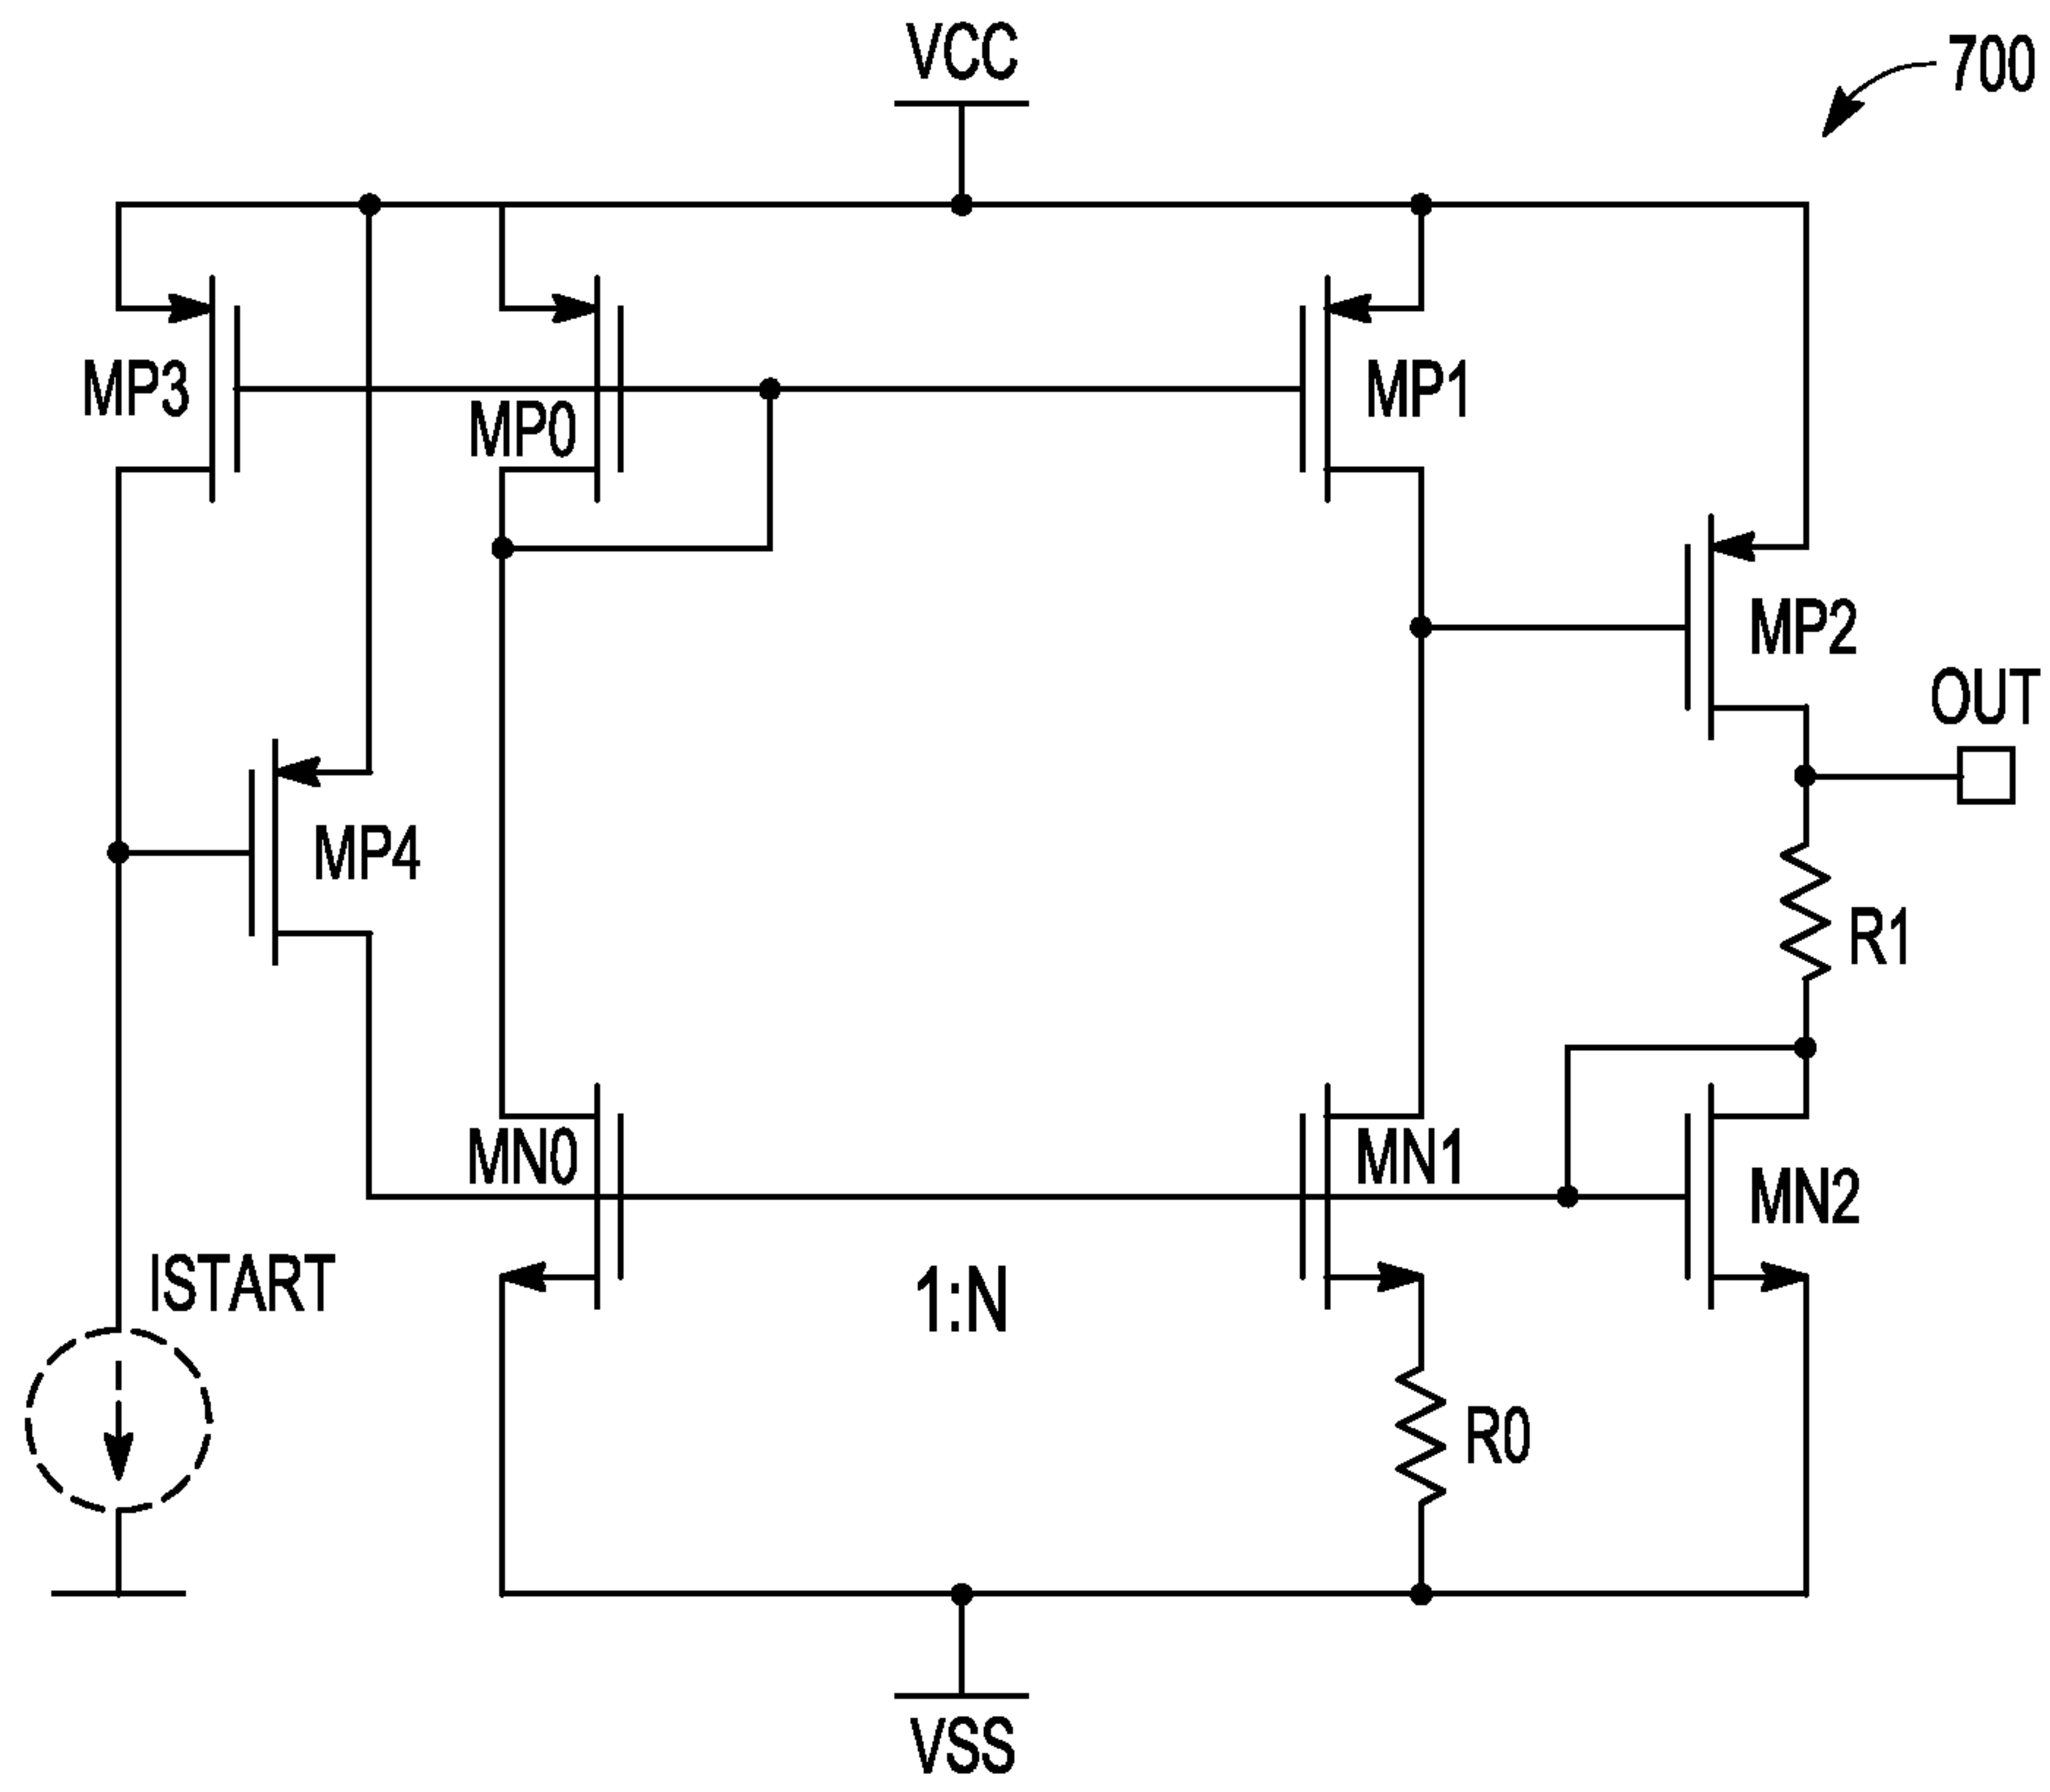 VCC
700
MP3
MP0
MP1
MP2
OUT
MP4
R1
MN0
MN1
MN2
ISTART
1:N
R0
VSS